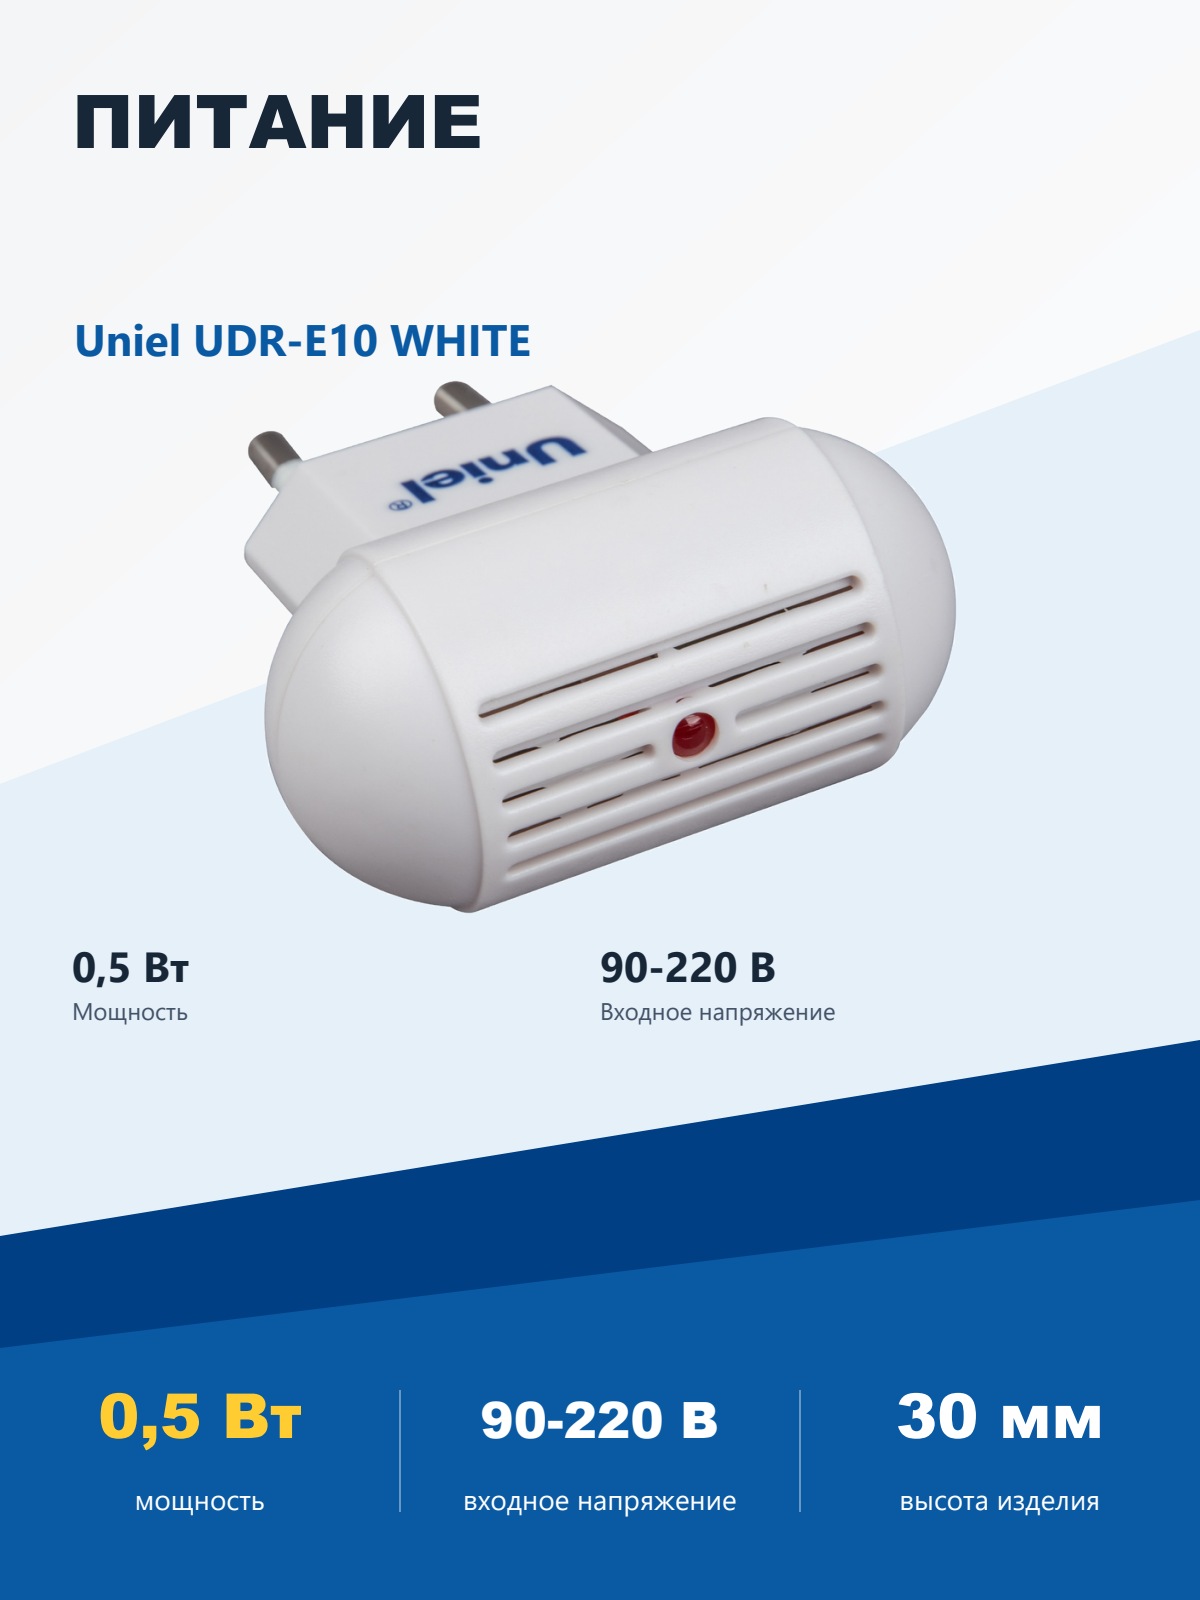 ПИТАНИЕ
Uniel UDR-E10 WHITE
Uniel®
0,5 Вт
Мощность
90-220 В
Входное напряжение
0,5 Вт
мощность
90-220 В
входное напряжение
30 мм
высота изделия